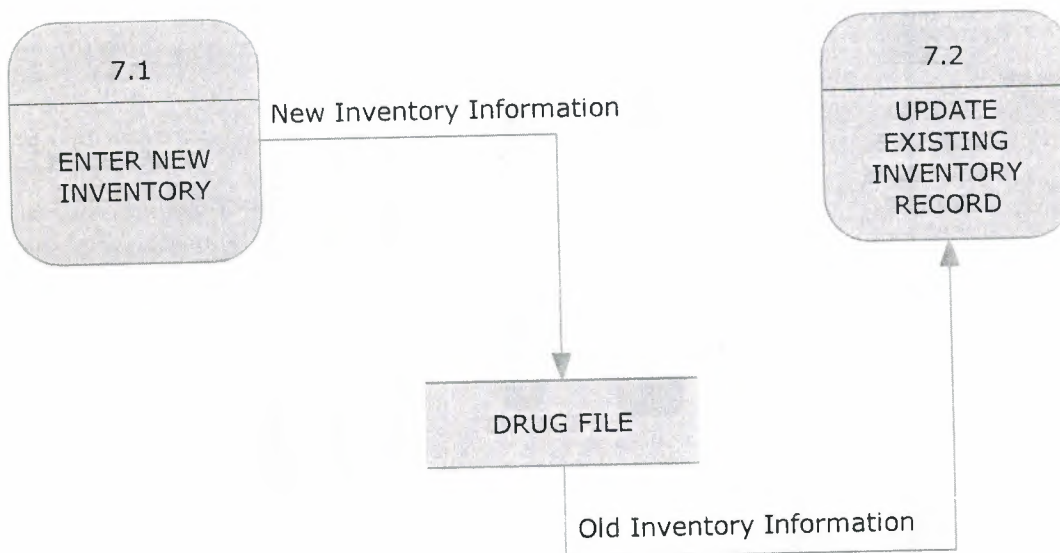 7.1
ENTER NEW
INVENTORY
New Inventory Information
7.2
UPDATE
EXISTING
INVENTORY
RECORD
DRUG FILE
Old Inventory Information